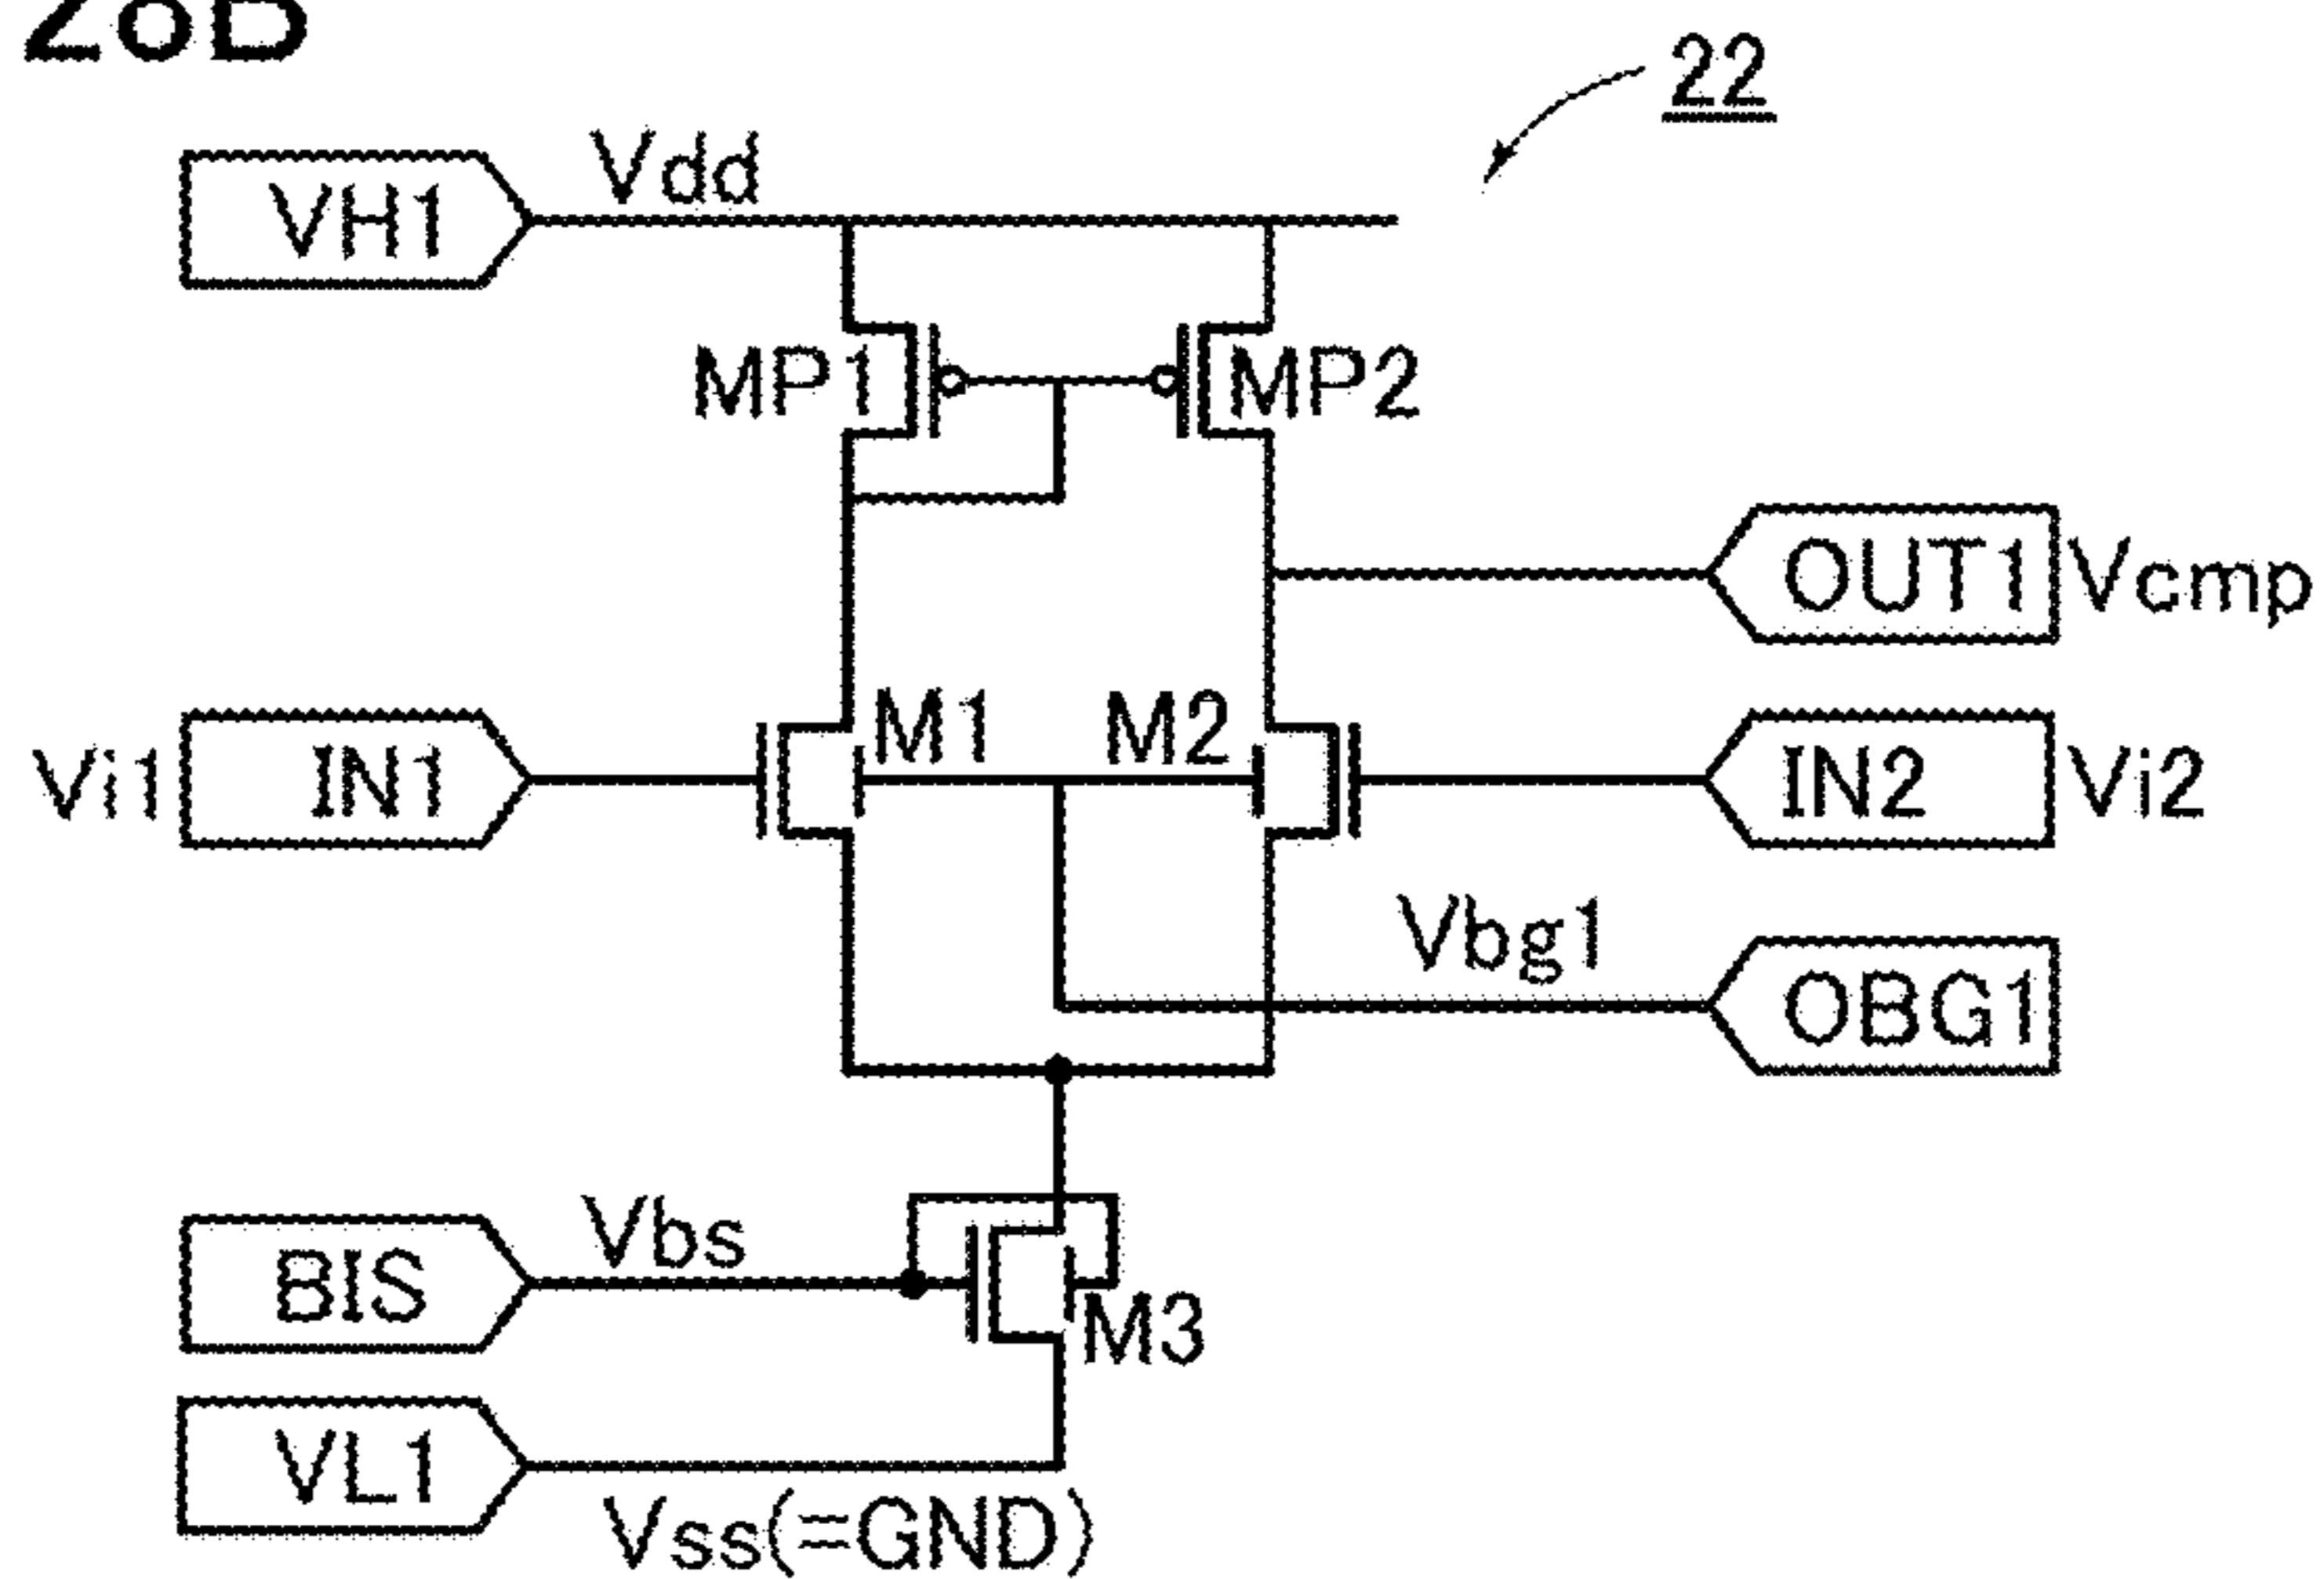 22
VH1 Vdd
MP1 MP2
OUT1 Vcmp
M1 M2
Vi1 IN1 IN2 Vi2
Vbg1
OBG1
BIS Vbs
M3
VL1
Vss(=GND)